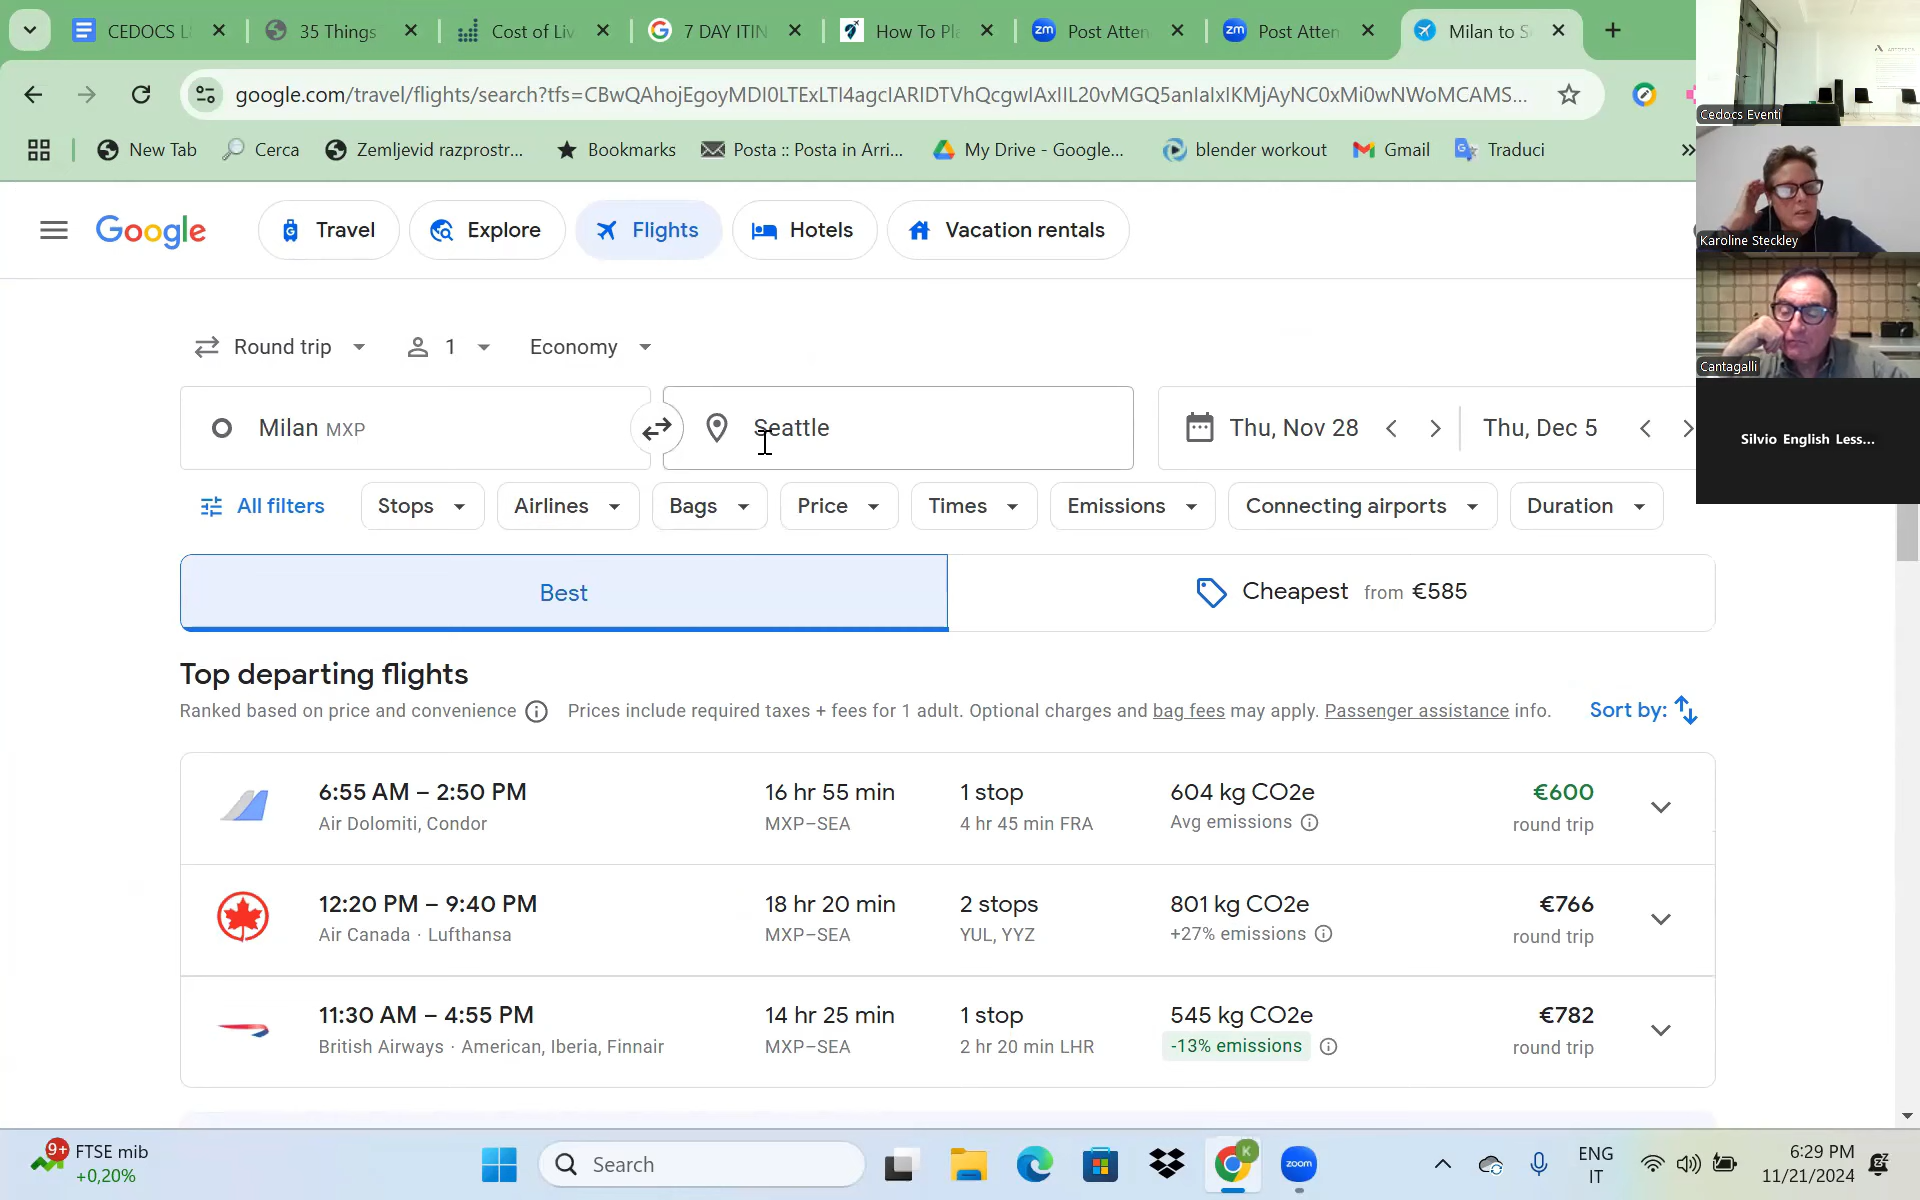 CEDOCS L
35 Things
Cost of Liv
7 DAY ITIN
How To Pla
zm Post Atten
zm Post Atten
Milan to S
google.com/travel/flights/search?tfs=CBwQAhojEgoyMDI0LTExLTI4agcIARIDTVhQcgwIAxIIL20vMGQ5anIaIxIKMjAyNC0xMi0wNWoMCAMS...
New Tab
Cerca
Zemljevid razprostr...
Bookmarks
Posta :: Posta in Arri...
My Drive - Google...
blender workout
Gmail
Traduci
»
Cedocs Eventi
Karoline Steckley
Cantagalli
Silvio English Less...
Google
Travel
Explore
Flights
Hotels
Vacation rentals
Round trip
1
Economy
Milan MXP
Seattle
Thu, Nov 28
Thu, Dec 5
All filters
Stops
Airlines
Bags
Price
Times
Emissions
Connecting airports
Duration
Best
Cheapest from €585
Top departing flights
Ranked based on price and convenience Prices include required taxes + fees for 1 adult. Optional charges and bag fees may apply. Passenger assistance info.
Sort by:
6:55 AM – 2:50 PM 16 hr 55 min 1 stop 604 kg CO2e €600
Air Dolomiti, Condor MXP–SEA 4 hr 45 min FRA Avg emissions round trip
12:20 PM – 9:40 PM 18 hr 20 min 2 stops 801 kg CO2e €766
Air Canada · Lufthansa MXP–SEA YUL, YYZ +27% emissions round trip
11:30 AM – 4:55 PM 14 hr 25 min 1 stop 545 kg CO2e €782
British Airways · American, Iberia, Finnair MXP–SEA 2 hr 20 min LHR -13% emissions round trip
9+
FTSE mib
+0,20%
Search
K
zoom
ENG
IT
6:29 PM
11/21/2024